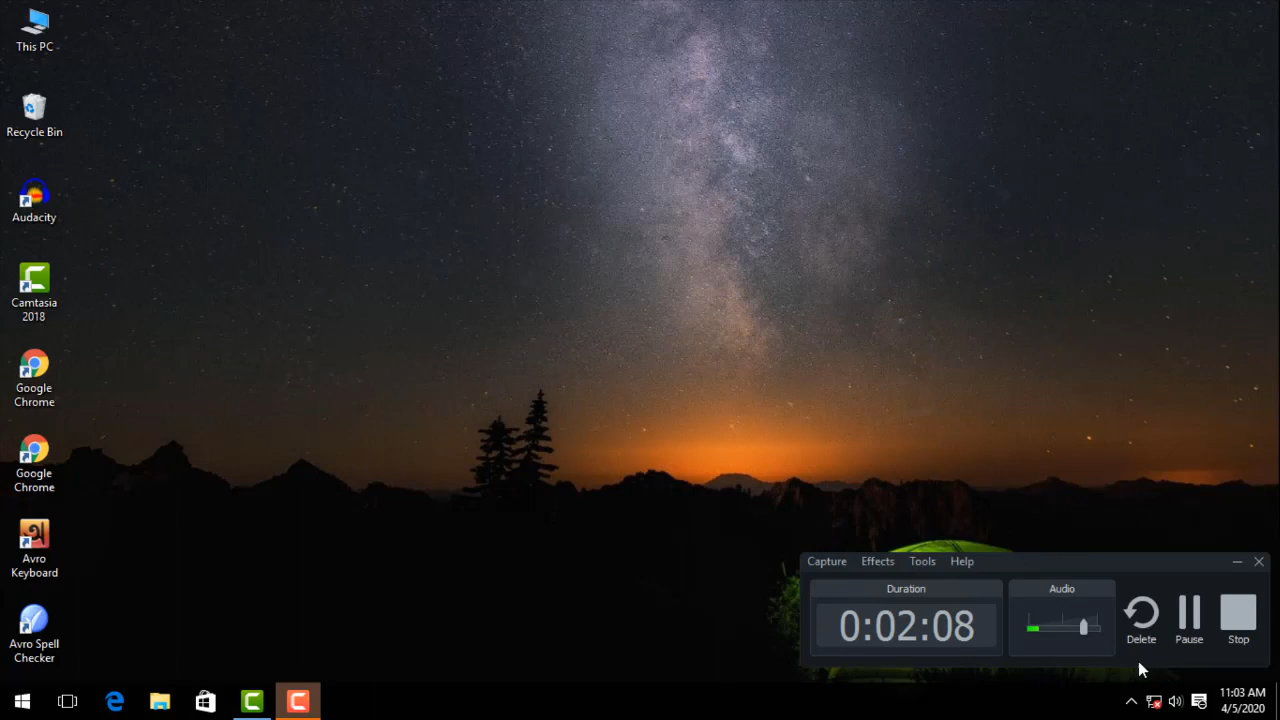 This PC
Recycle Bin
Audacity
Camtasia
2018
Google
Chrome
Google
Chrome
অ
Avro
Keyboard
Avro Spell
Checker
Capture Effects Tools Help
Duration
Audio
0:02:08
Delete
Pause
Stop
11:03 AM
4/5/2020